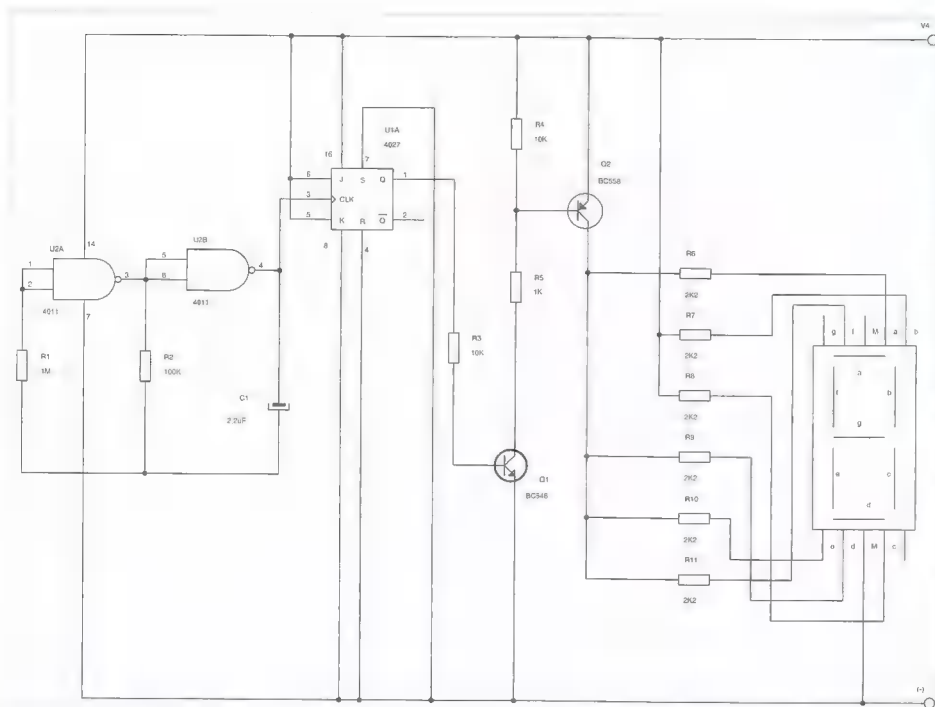 V4
U1A
4027
16
7
R4
10K
Q2
BC558
6
J
S
Q
1
3
CLK
5
K
R
Q
2
8
4
U2A
14
U2B
1
2
3
5
6
4
4011
4011
7
R5
1K
R6
2K2
R7
2K2
g
f
M
a
b
R1
1M
R2
100K
R3
10K
R8
2K2
a
f
b
g
C1
2.2uF
R9
2K2
e
c
d
Q1
BC548
R10
2K2
e
d
M
c
R11
2K2
(-)